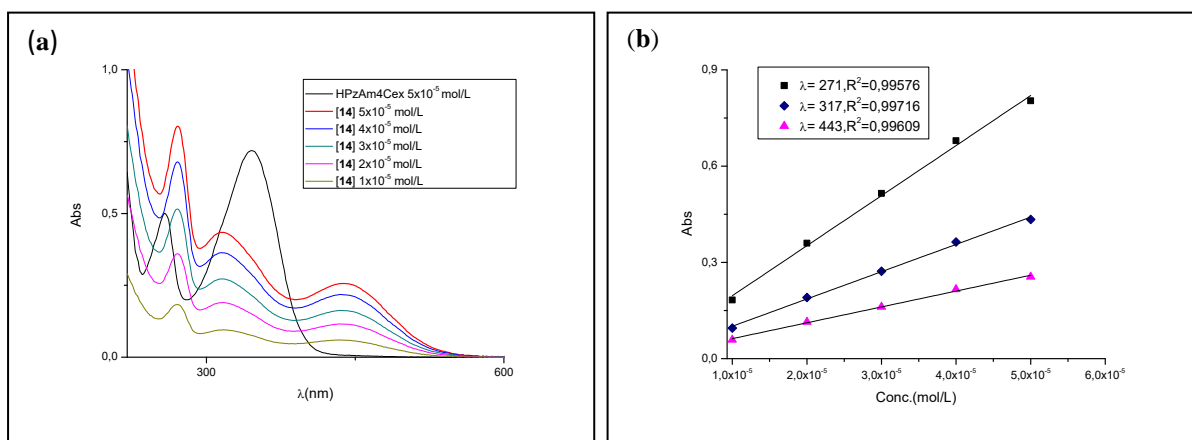 (a)
1,0
0,5
0,0
Abs
300
600
λ(nm)
HPzAm4Cex 5x10⁻⁵ mol/L
[14] 5x10⁻⁵ mol/L
[14] 4x10⁻⁵ mol/L
[14] 3x10⁻⁵ mol/L
[14] 2x10⁻⁵ mol/L
[14] 1x10⁻⁵ mol/L
(b)
0,9
0,6
0,3
0,0
Abs
λ= 271,R²=0,99576
λ= 317,R²=0,99716
λ= 443,R²=0,99609
1,0x10⁻⁵
2,0x10⁻⁵
3,0x10⁻⁵
4,0x10⁻⁵
5,0x10⁻⁵
6,0x10⁻⁵
Conc.(mol/L)